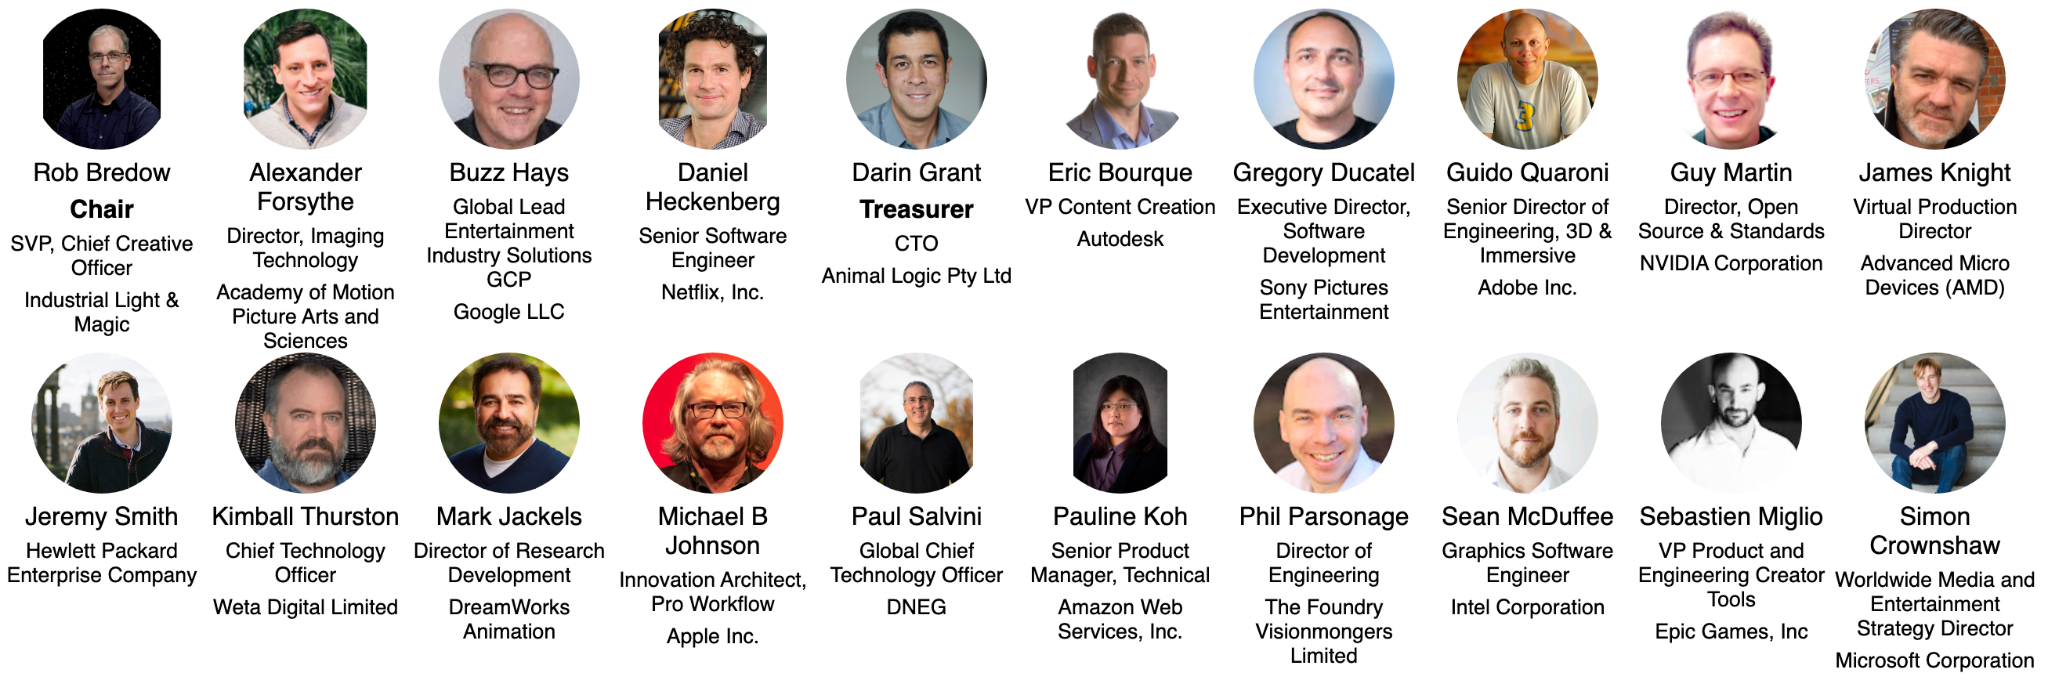 Rob Bredow
Chair
SVP, Chief Creative
Officer
Industrial Light &
Magic
Alexander
Forsythe
Director, Imaging
Technology
Academy of Motion
Picture Arts and
Sciences
Buzz Hays
Global Lead
Entertainment
Industry Solutions
GCP
Google LLC
Daniel
Heckenberg
Senior Software
Engineer
Netflix, Inc.
Darin Grant
Treasurer
CTO
Animal Logic Pty Ltd
Eric Bourque
VP Content Creation
Autodesk
Gregory Ducatel
Executive Director,
Software
Development
Sony Pictures
Entertainment
3
Guido Quaroni
Senior Director of
Engineering, 3D &
Immersive
Adobe Inc.
Guy Martin
Director, Open
Source & Standards
NVIDIA Corporation
James Knight
Virtual Production
Director
Advanced Micro
Devices (AMD)
Jeremy Smith
Hewlett Packard
Enterprise Company
Kimball Thurston
Chief Technology
Officer
Weta Digital Limited
Mark Jackels
Director of Research
Development
DreamWorks
Animation
Michael B
Johnson
Innovation Architect,
Pro Workflow
Apple Inc.
Paul Salvini
Global Chief
Technology Officer
DNEG
Pauline Koh
Senior Product
Manager, Technical
Amazon Web
Services, Inc.
Phil Parsonage
Director of
Engineering
The Foundry
Visionmongers
Limited
Sean McDuffee
Graphics Software
Engineer
Intel Corporation
Sebastien Miglio
VP Product and
Engineering Creator
Tools
Epic Games, Inc
Simon
Crownshaw
Worldwide Media and
Entertainment
Strategy Director
Microsoft Corporation